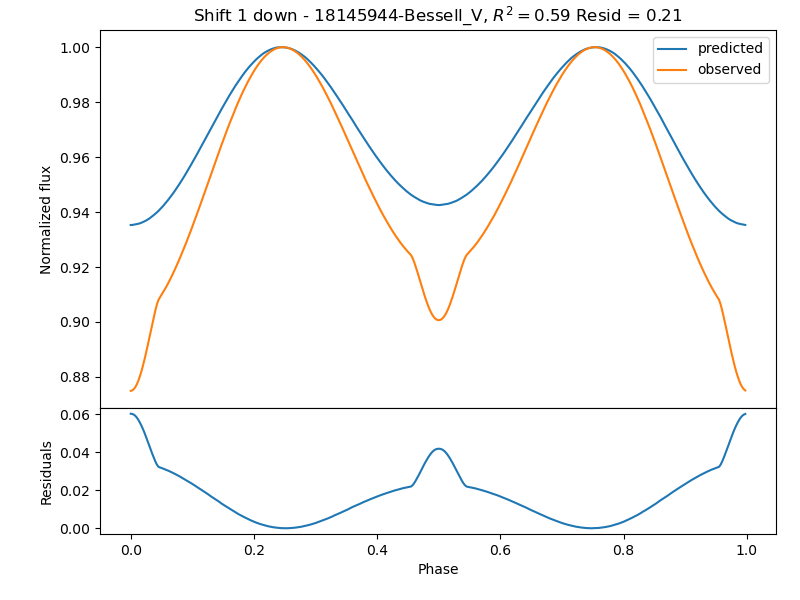 Shift 1 down - 18145944-Bessell_V, R² = 0.59 Resid = 0.21
predicted
observed
Normalized flux
1.00
0.98
0.96
0.94
0.92
0.90
0.88
Residuals
0.06
0.04
0.02
0.00
0.0 0.2 0.4 0.6 0.8 1.0
Phase